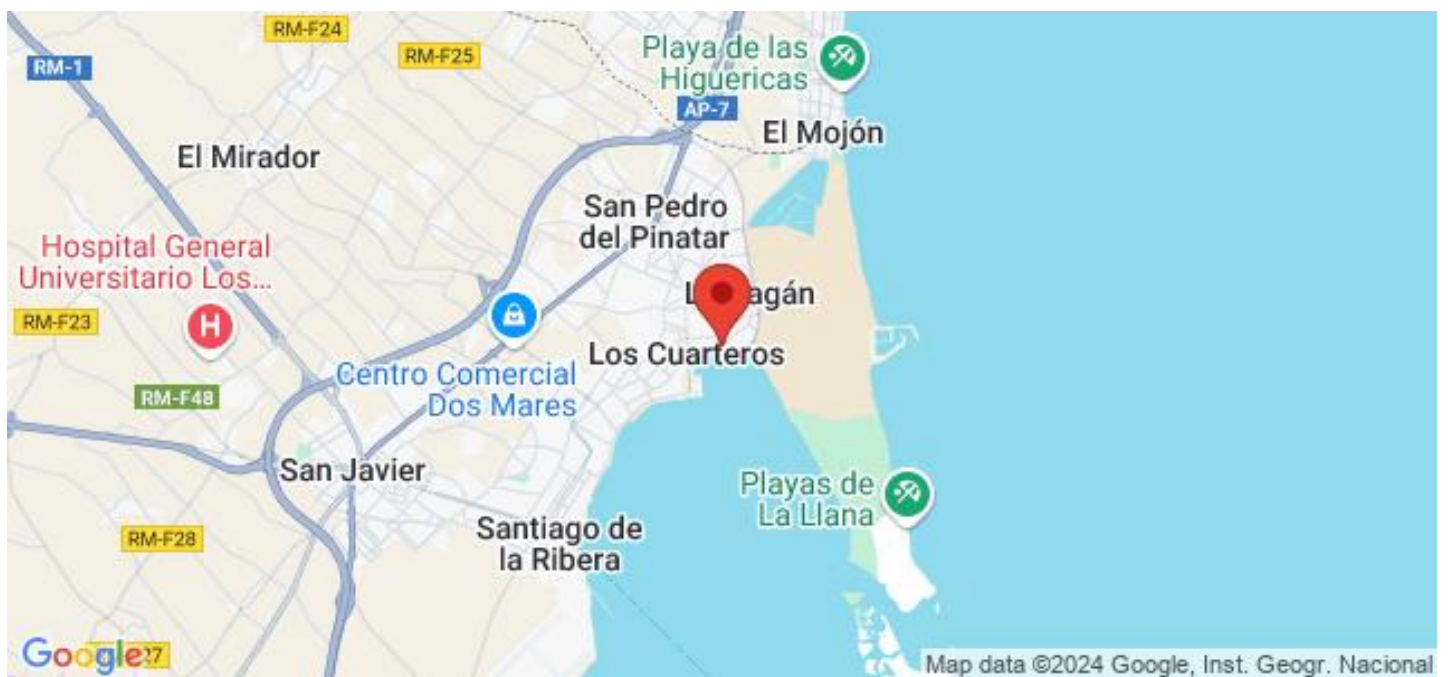 RM-F24
RM-1
RM-F25
Playa de las
Higuericas
AP-7
El Mojón
El Mirador
San Pedro
del Pinatar
Hospital General
Universitario Los...
H
agán
RM-F23
Los Cuarteros
Centro Comercial
Dos Mares
RM-F48
San Javier
Playas de
La Llana
Santiago de
la Ribera
RM-F28
Google
27
Map data ©2024 Google, Inst. Geogr. Nacional